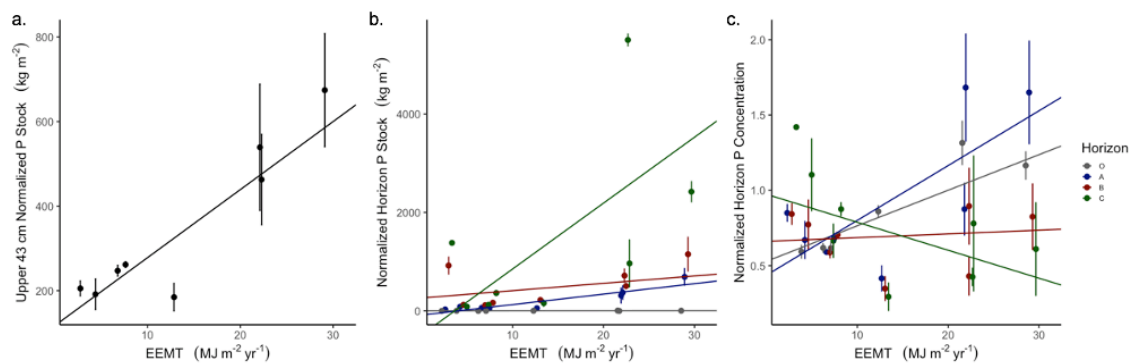 a.
Upper 43 cm Normalized P Stock (kg m-2)
800
600
400
200
10
20
30
EEMT (MJ m-2 yr-1)
b.
Normalized Horizon P Stock (kg m-2)
4000
2000
0
10
20
30
EEMT (MJ m-2 yr-1)
c.
Normalized Horizon P Concentration
2.0
1.5
1.0
0.5
10
20
30
EEMT (MJ m-2 yr-1)
Horizon
O
A
B
C